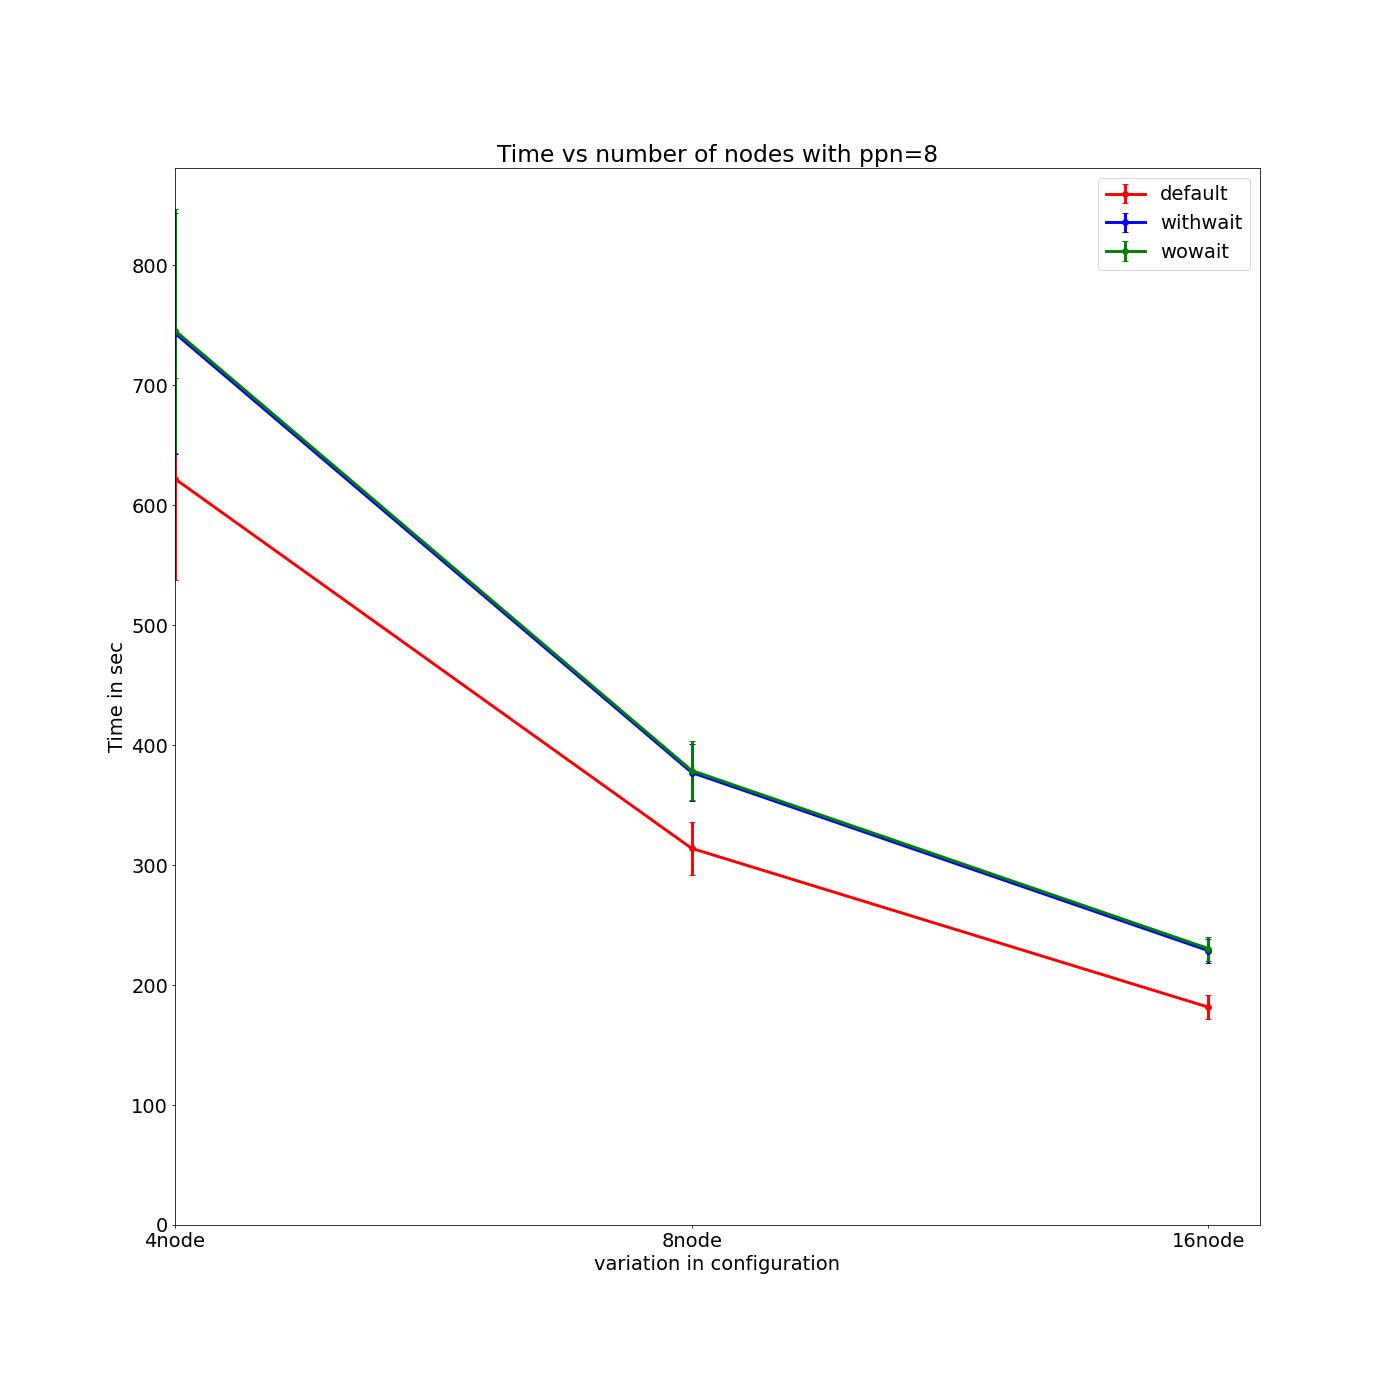 Time vs number of nodes with ppn=8
default
withwait
wowait
Time in sec
800
700
600
500
400
300
200
100
0
4node
8node
16node
variation in configuration